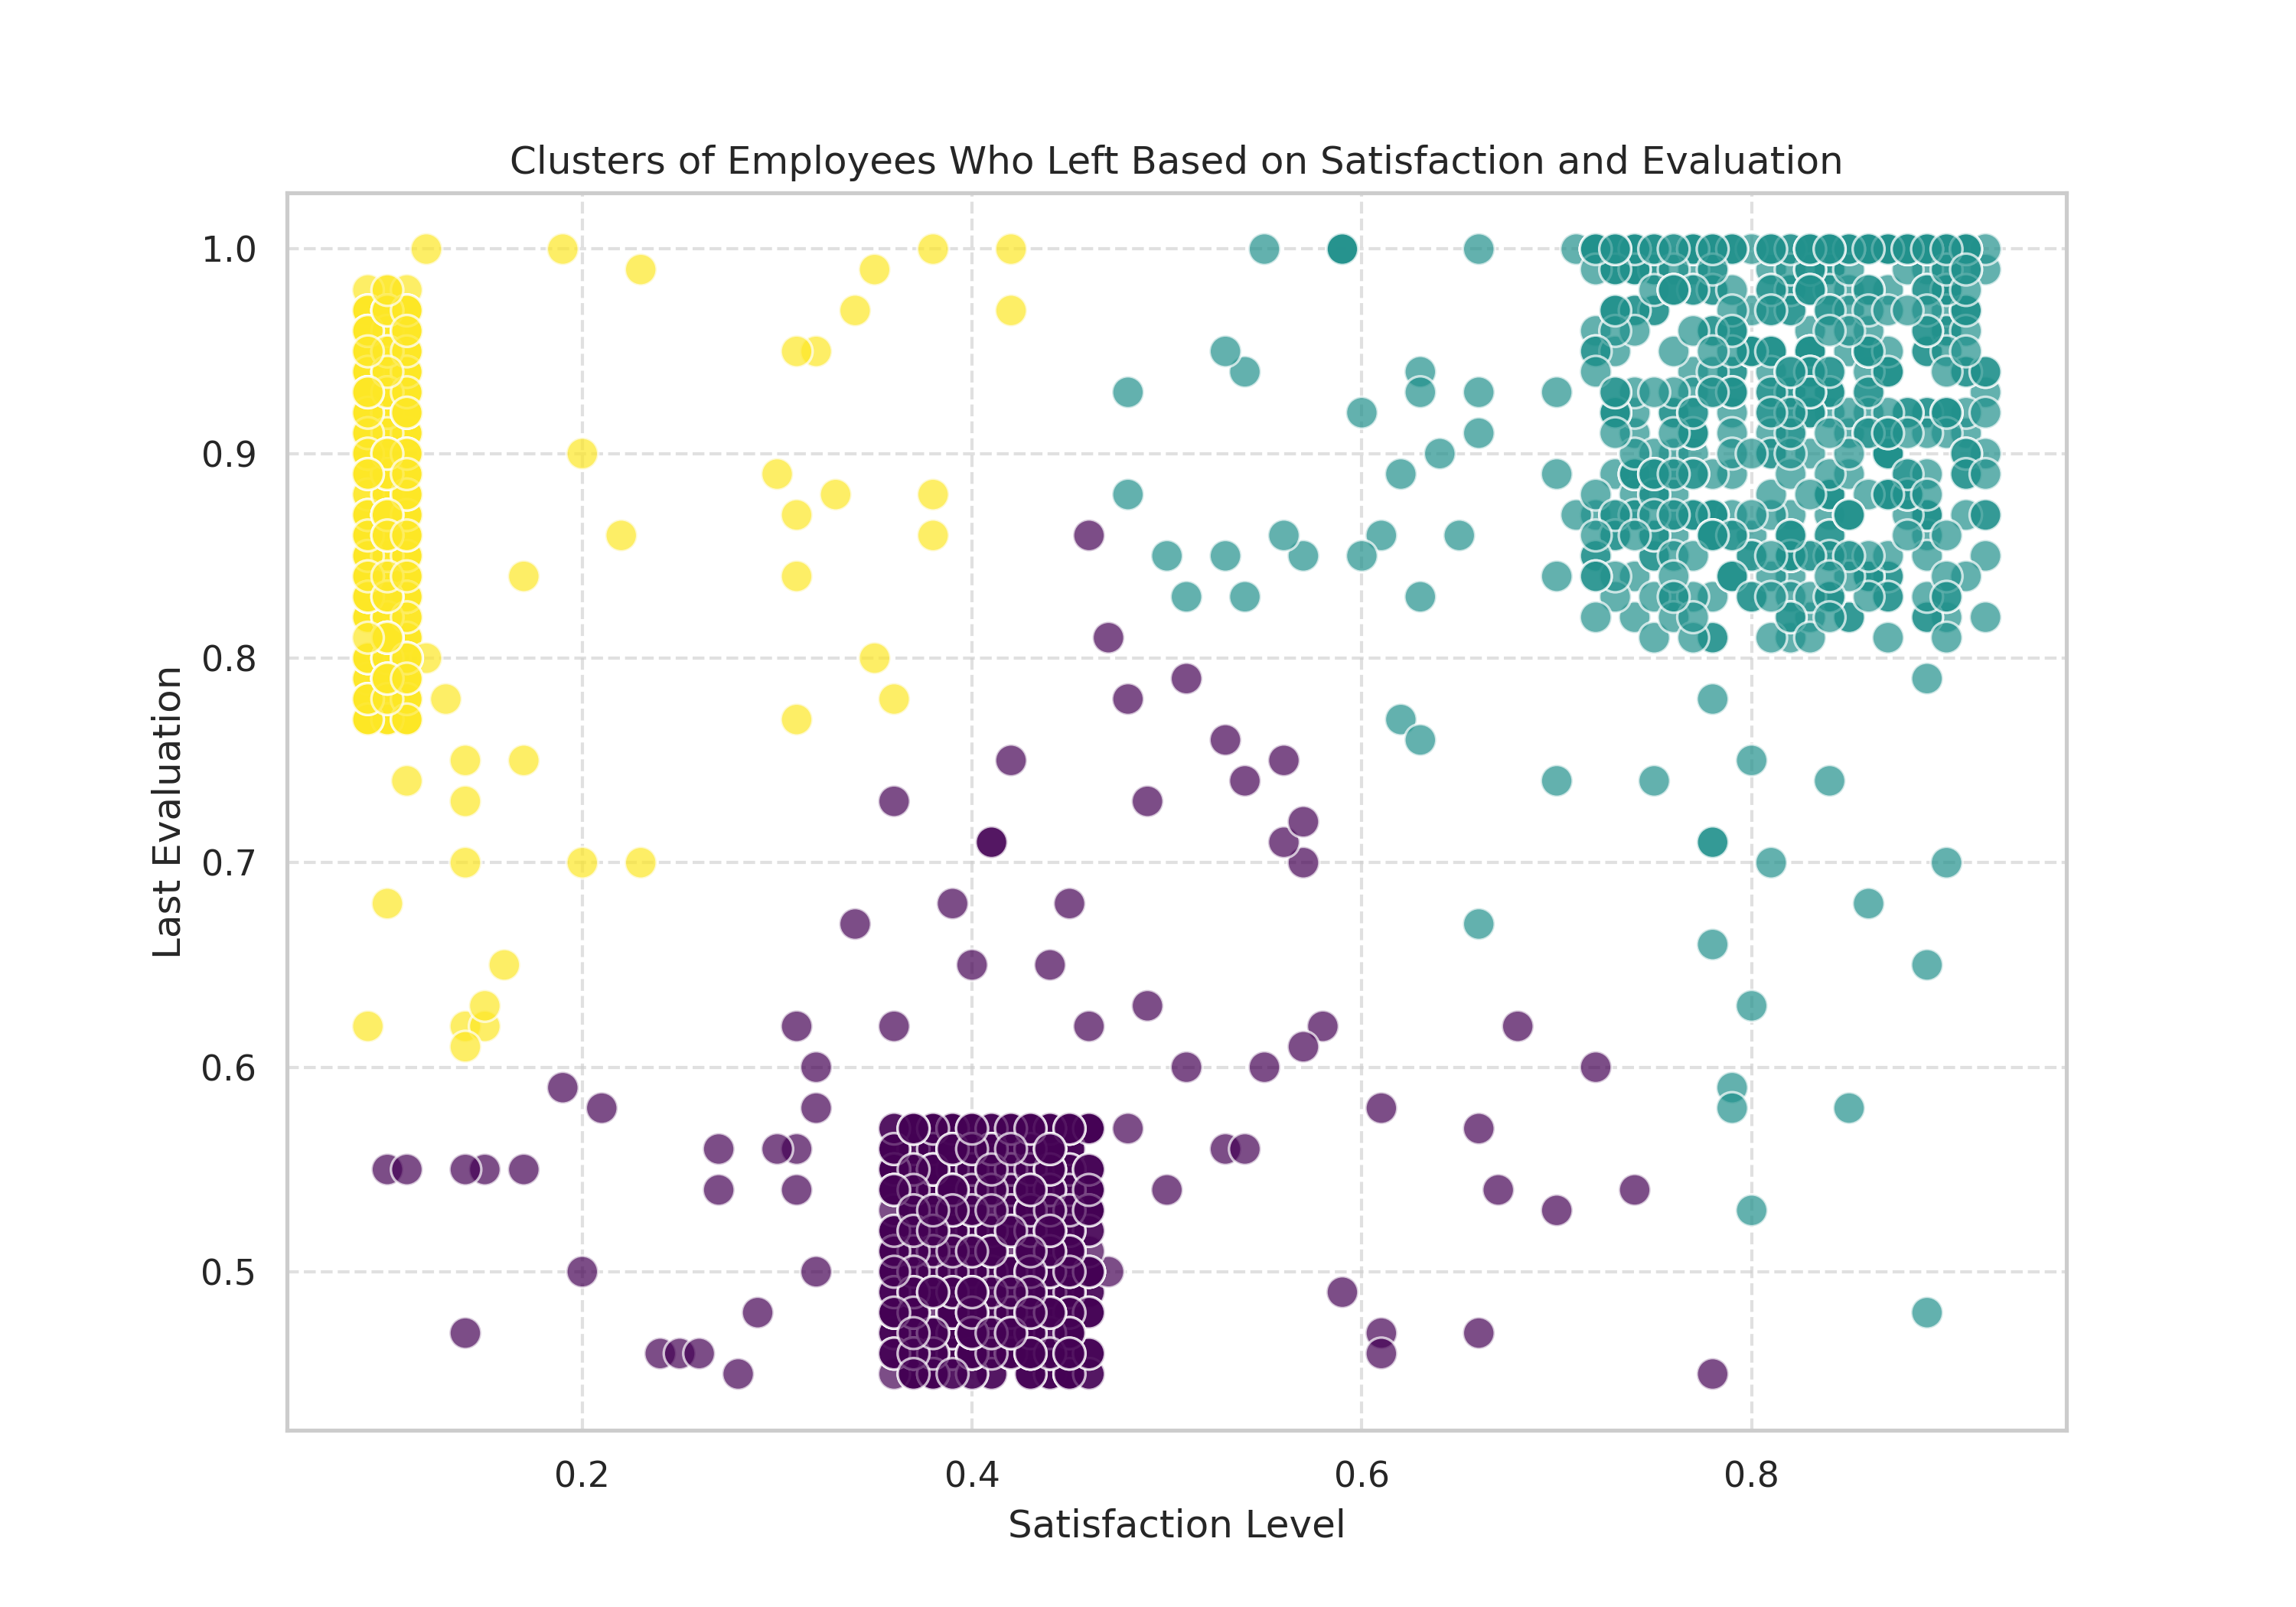 Clusters of Employees Who Left Based on Satisfaction and Evaluation
1.0
0.9
0.8
0.7
0.6
0.5
Last Evaluation
0.2 0.4 0.6 0.8
Satisfaction Level